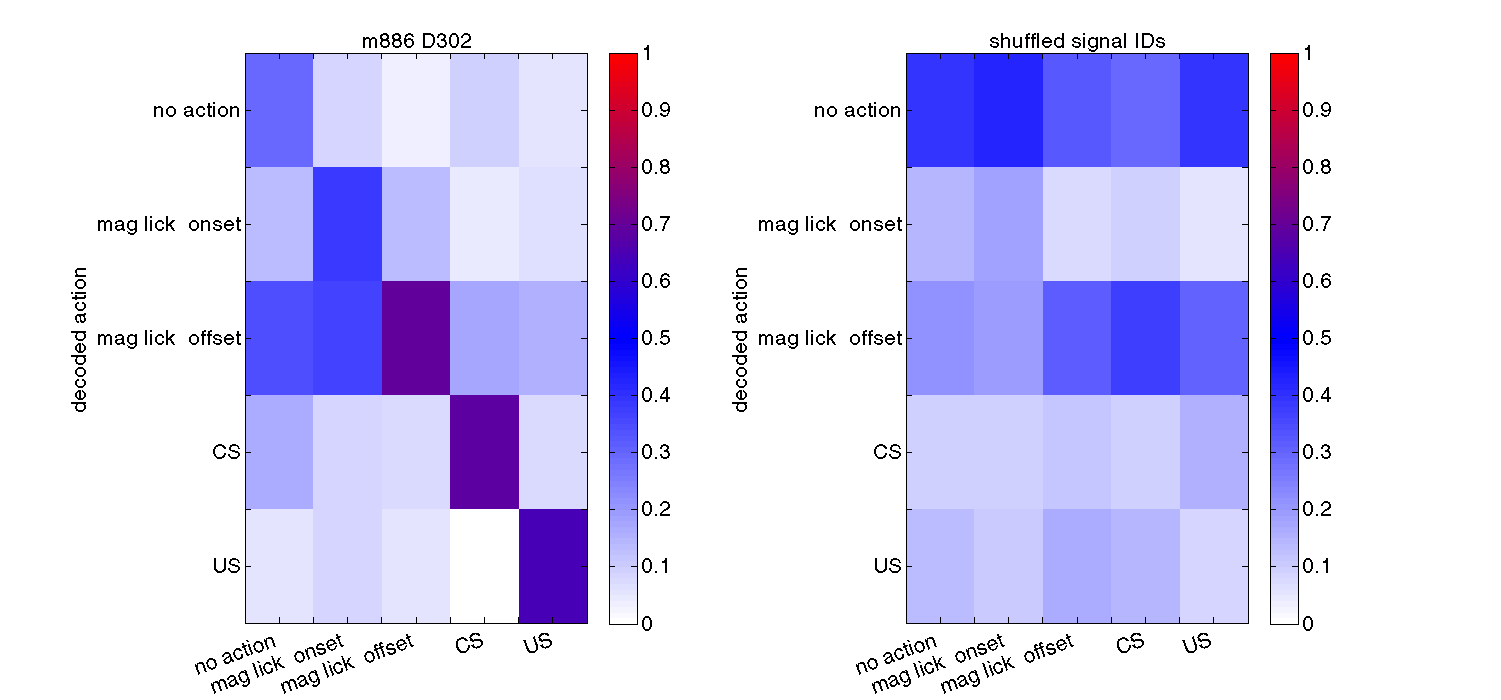 m886 D302
no action
mag lick  onset
mag lick  offset
CS
US
decoded action
no action
mag lick  onset
mag lick  offset
CS
US
1
0.9
0.8
0.7
0.6
0.5
0.4
0.3
0.2
0.1
0
shuffled signal IDs
no action
mag lick  onset
mag lick  offset
CS
US
decoded action
no action
mag lick  onset
mag lick  offset
CS
US
1
0.9
0.8
0.7
0.6
0.5
0.4
0.3
0.2
0.1
0